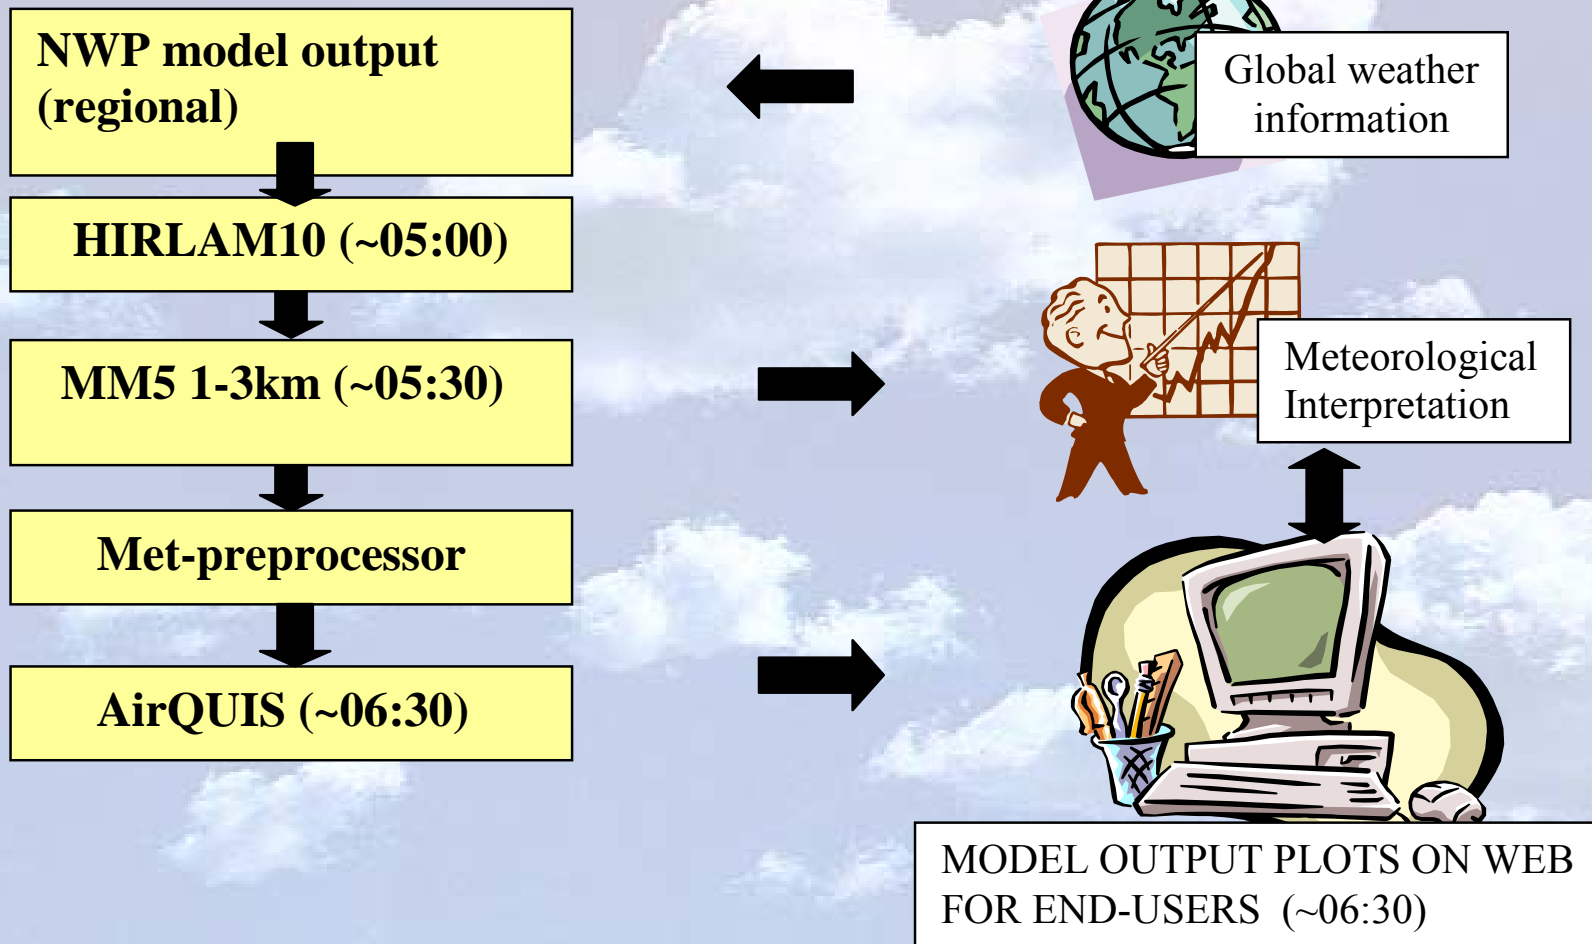 NWP model output
(regional)
HIRLAM10 (~05:00)
MM5 1-3km (~05:30)
Met-preprocessor
AirQUIS (~06:30)
Global weather
information
Meteorological
Interpretation
MODEL OUTPUT PLOTS ON WEB
FOR END-USERS (~06:30)